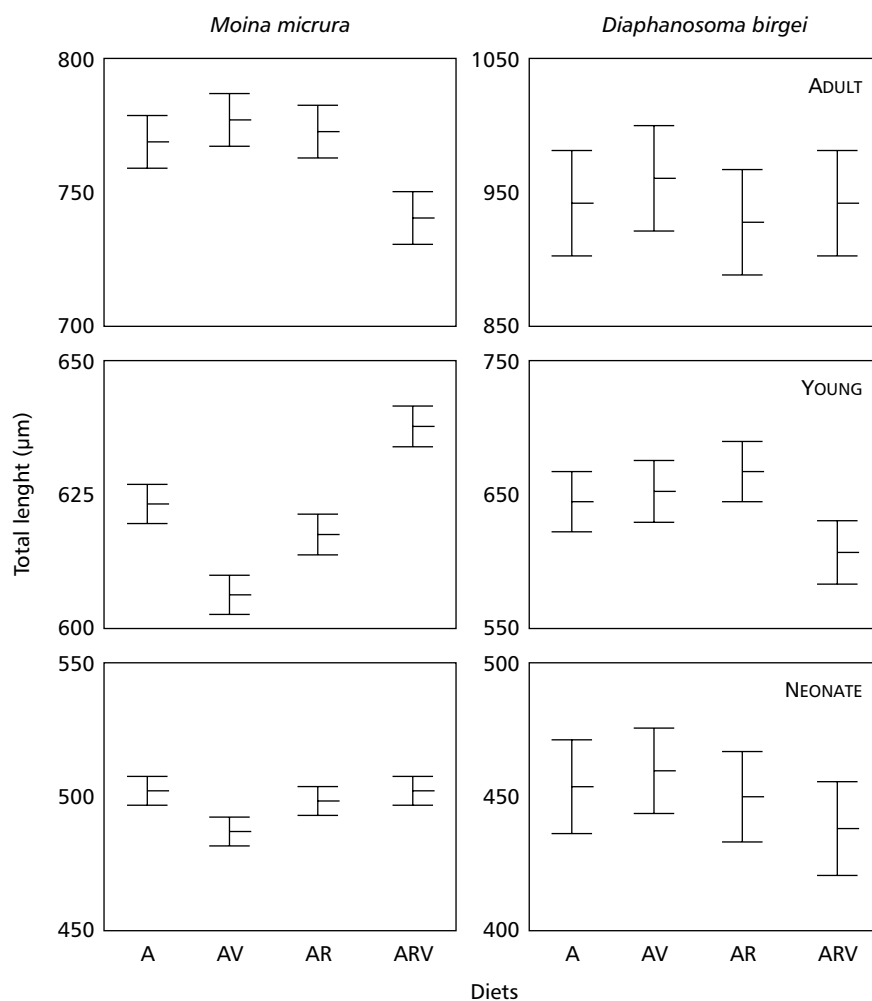 Moina micrura
Diaphanosoma birgei
800
750
700
1050
950
850
ADULT
650
625
600
750
650
550
YOUNG
550
500
450
500
450
400
NEONATE
Total lenght (µm)
A AV AR ARV
A AV AR ARV
Diets